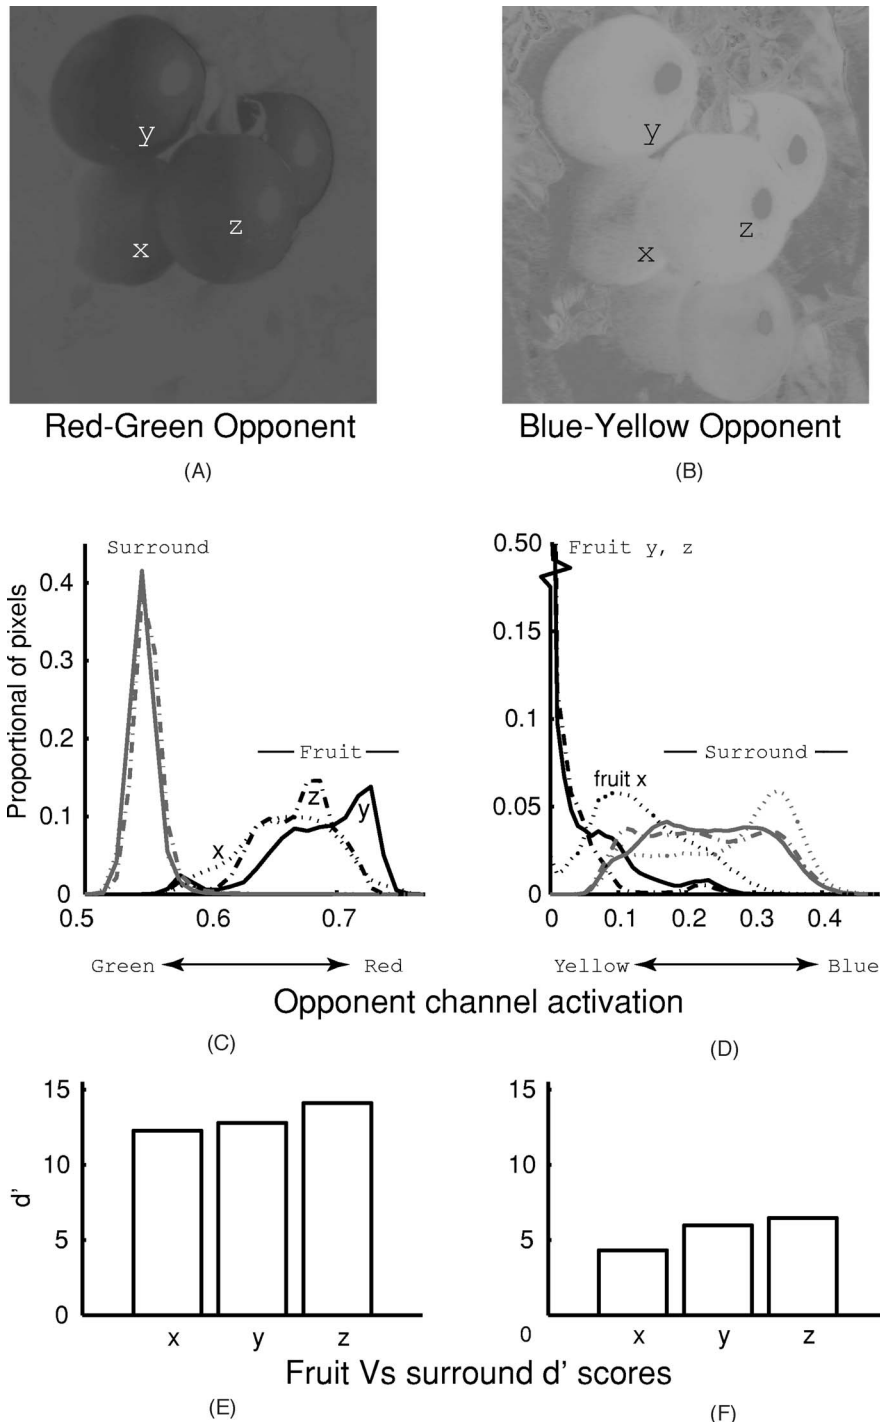 y
x
z
y
x
z
Red-Green Opponent
Blue-Yellow Opponent
(A)
(B)
Proportional of pixels
Surround
0.4
0.3
0.2
0.1
0
Fruit
x
z
y
0.5
0.6
0.7
Green
Red
0.50
0.15
0.1
0.05
0
Fruit y, z
Surround
fruit x
0
0.1
0.2
0.3
0.4
Yellow
Blue
Opponent channel activation
(C)
(D)
d'
15
10
5
0
x
y
z
15
10
5
0
x
y
z
Fruit Vs surround d' scores
(E)
(F)